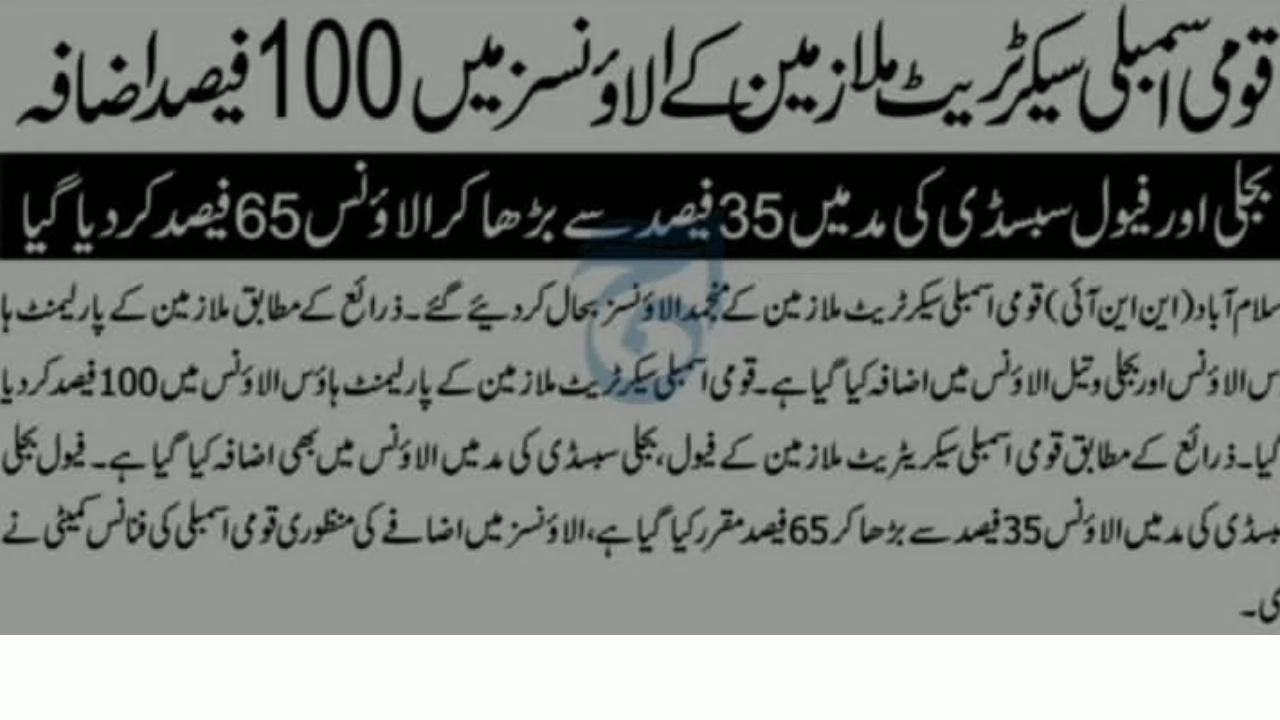 قومی اسمبلی سیکرٹریٹ ملازمین کے الاؤنسز میں 100 فیصد اضافہ
بجلی اور فیول سبسڈی کی مد میں 35 فیصد سے بڑھا کر الاؤنس 65 فیصد کر دیا گیا
سلام آباد (این این آئی) قومی اسمبلی سیکرٹریٹ ملازمین کے منجمد الاؤنسز بحال کر دیئے گئے۔ ذرائع کے مطابق ملازمین کے پارلیمنٹ ہا
س الاؤنس اور بجلی و تیل الاؤنس میں اضافہ کیا گیا ہے۔ قومی اسمبلی سیکرٹریٹ ملازمین کے پارلیمنٹ ہاؤس الاؤنس میں 100 فیصد کر دیا
گیا۔ ذرائع کے مطابق قومی اسمبلی سیکریٹریٹ ملازمین کے فیول، بجلی سبسڈی کی مد میں الاؤنس میں بھی اضافہ کیا گیا ہے۔ فیول بجلی
بسڈی کی مد میں الاؤنس 35 فیصد سے بڑھا کر 65 فیصد مقرر کیا گیا ہے، الاؤنسز میں اضافے کی منظوری قومی اسمبلی کی فنانس کمیٹی نے
ی۔